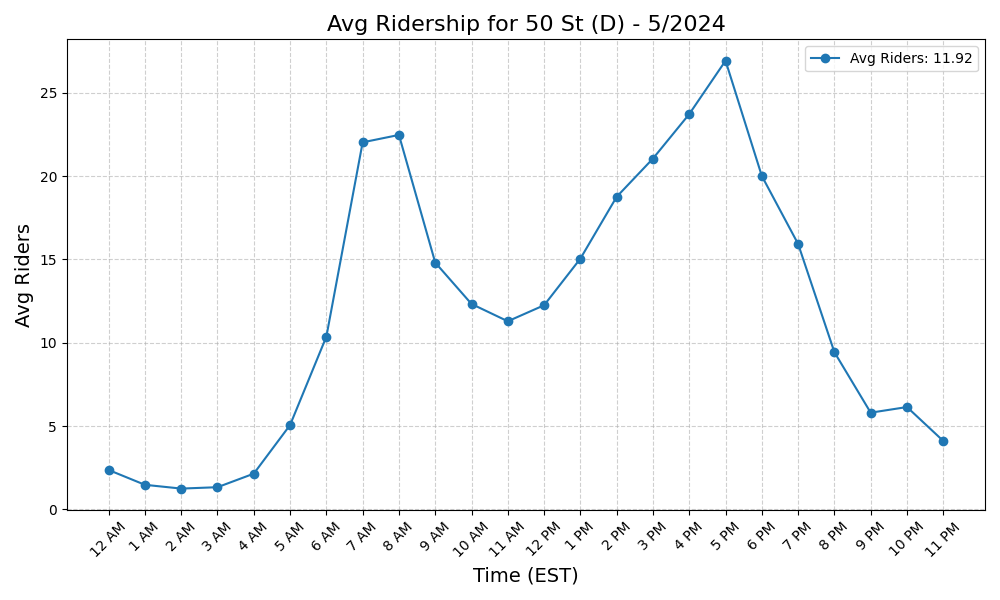 Avg Ridership for 50 St (D) - 5/2024
Avg Riders: 11.92
Avg Riders
25
20
15
10
5
0
12 AM
1 AM
2 AM
3 AM
4 AM
5 AM
6 AM
7 AM
8 AM
9 AM
10 AM
11 AM
12 PM
1 PM
2 PM
3 PM
4 PM
5 PM
6 PM
7 PM
8 PM
9 PM
10 PM
11 PM
Time (EST)